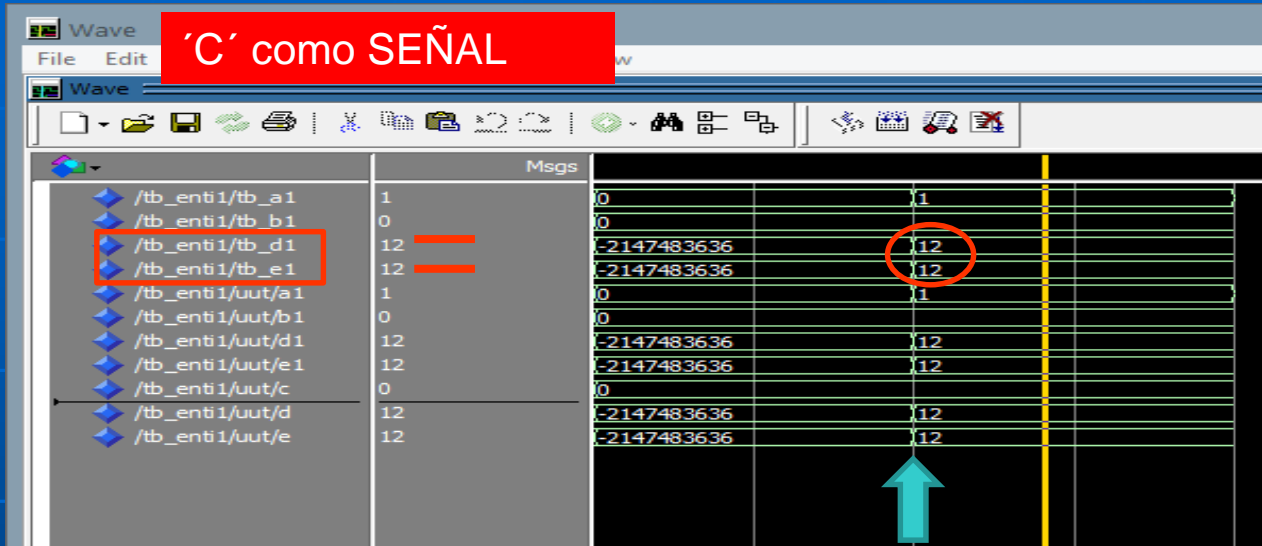 Wave
´C´ como SEÑAL
File Edit w
Wave
Msgs
/tb_enti1/tb_a1 1 0 1
/tb_enti1/tb_b1 0 0
/tb_enti1/tb_d1 12 -2147483636 12
/tb_enti1/tb_e1 12 -2147483636 12
/tb_enti1/uut/a1 1 0 1
/tb_enti1/uut/b1 0 0
/tb_enti1/uut/d1 12 -2147483636 12
/tb_enti1/uut/e1 12 -2147483636 12
/tb_enti1/uut/c 0 0
/tb_enti1/uut/d 12 -2147483636 12
/tb_enti1/uut/e 12 -2147483636 12